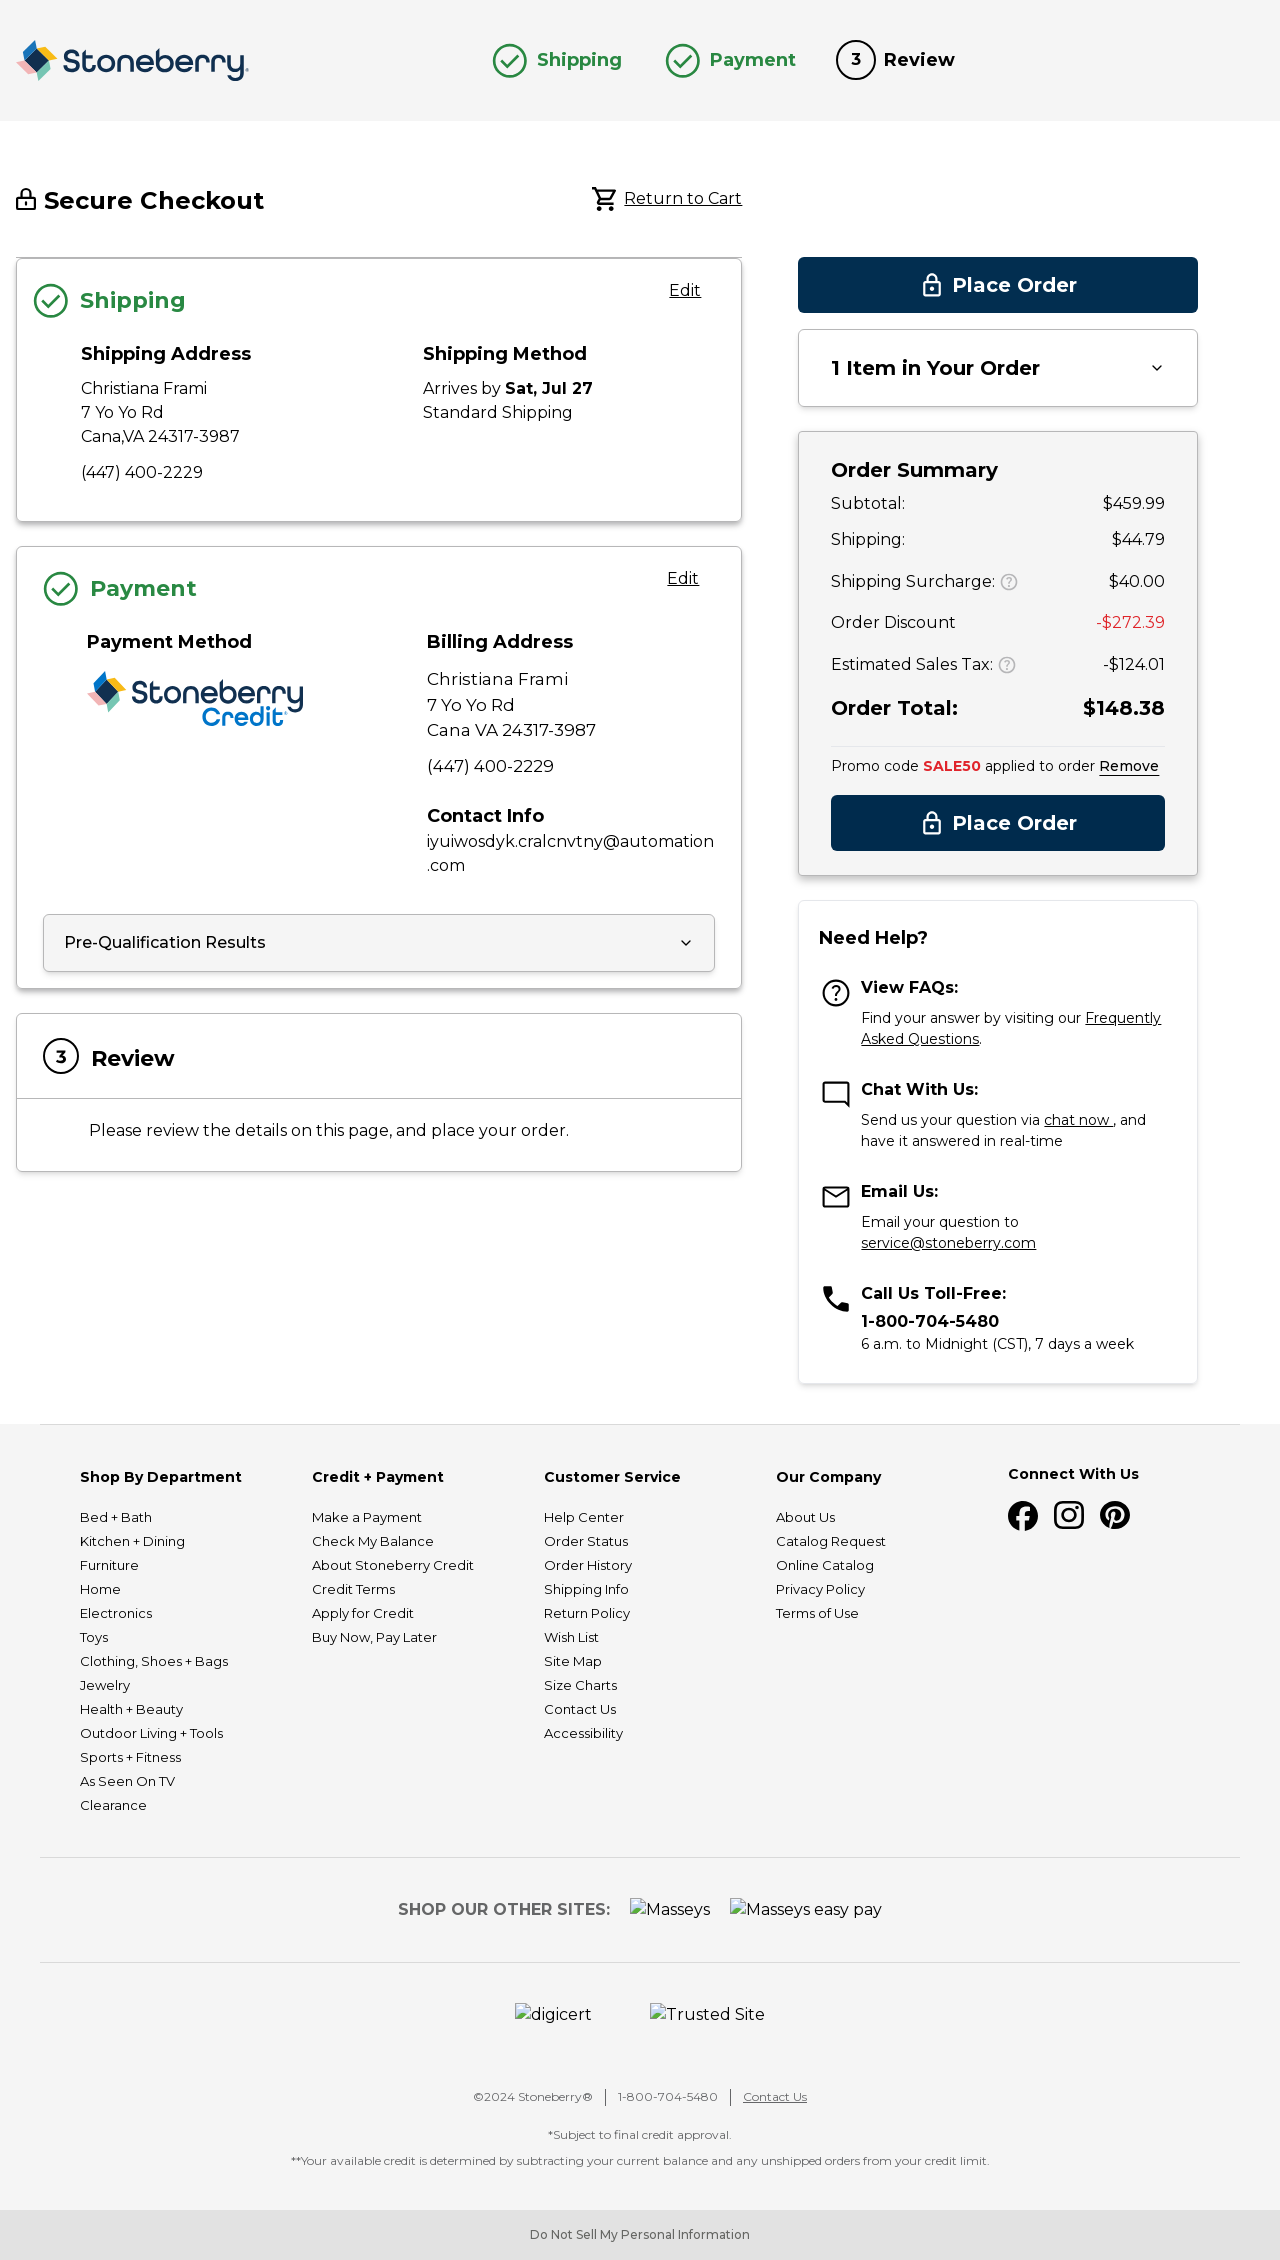 Stoneberry.
Shipping
Payment
3 Review
Secure Checkout
Return to Cart
Shipping
Edit
Shipping Address
Christiana Frami
7 Yo Yo Rd
Cana,VA 24317-3987
(447) 400-2229
Shipping Method
Arrives by Sat, Jul 27
Standard Shipping
Payment
Edit
Payment Method
Stoneberry
Credit
Billing Address
Christiana Frami
7 Yo Yo Rd
Cana VA 24317-3987
(447) 400-2229
Contact Info
iyuiwosdyk.cralcnvtny@automation
.com
Pre-Qualification Results
3 Review
Please review the details on this page, and place your order.
Place Order
1 Item in Your Order
Order Summary
Subtotal: $459.99
Shipping: $44.79
Shipping Surcharge: $40.00
Order Discount -$272.39
Estimated Sales Tax: -$124.01
Order Total: $148.38
Promo code SALE50 applied to order Remove
Place Order
Need Help?
View FAQs:
Find your answer by visiting our Frequently
Asked Questions.
Chat With Us:
Send us your question via chat now , and
have it answered in real-time
Email Us:
Email your question to
service@stoneberry.com
Call Us Toll-Free:
1-800-704-5480
6 a.m. to Midnight (CST), 7 days a week
Shop By Department
Bed + Bath
Kitchen + Dining
Furniture
Home
Electronics
Toys
Clothing, Shoes + Bags
Jewelry
Health + Beauty
Outdoor Living + Tools
Sports + Fitness
As Seen On TV
Clearance
Credit + Payment
Make a Payment
Check My Balance
About Stoneberry Credit
Credit Terms
Apply for Credit
Buy Now, Pay Later
Customer Service
Help Center
Order Status
Order History
Shipping Info
Return Policy
Wish List
Site Map
Size Charts
Contact Us
Accessibility
Our Company
About Us
Catalog Request
Online Catalog
Privacy Policy
Terms of Use
Connect With Us
SHOP OUR OTHER SITES: Masseys Masseys easy pay
digicert Trusted Site
©2024 Stoneberry® 1-800-704-5480 Contact Us
*Subject to final credit approval.
**Your available credit is determined by subtracting your current balance and any unshipped orders from your credit limit.
Do Not Sell My Personal Information